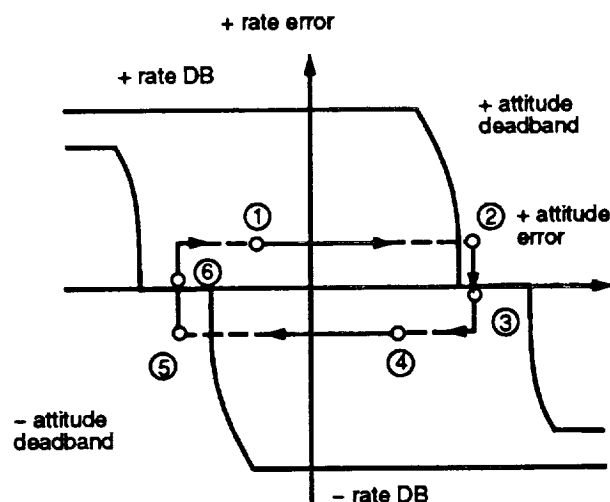 + rate error
+ rate DB
+ attitude
deadband
1
2
+ attitude
error
6
3
5
4
- attitude
deadband
- rate DB